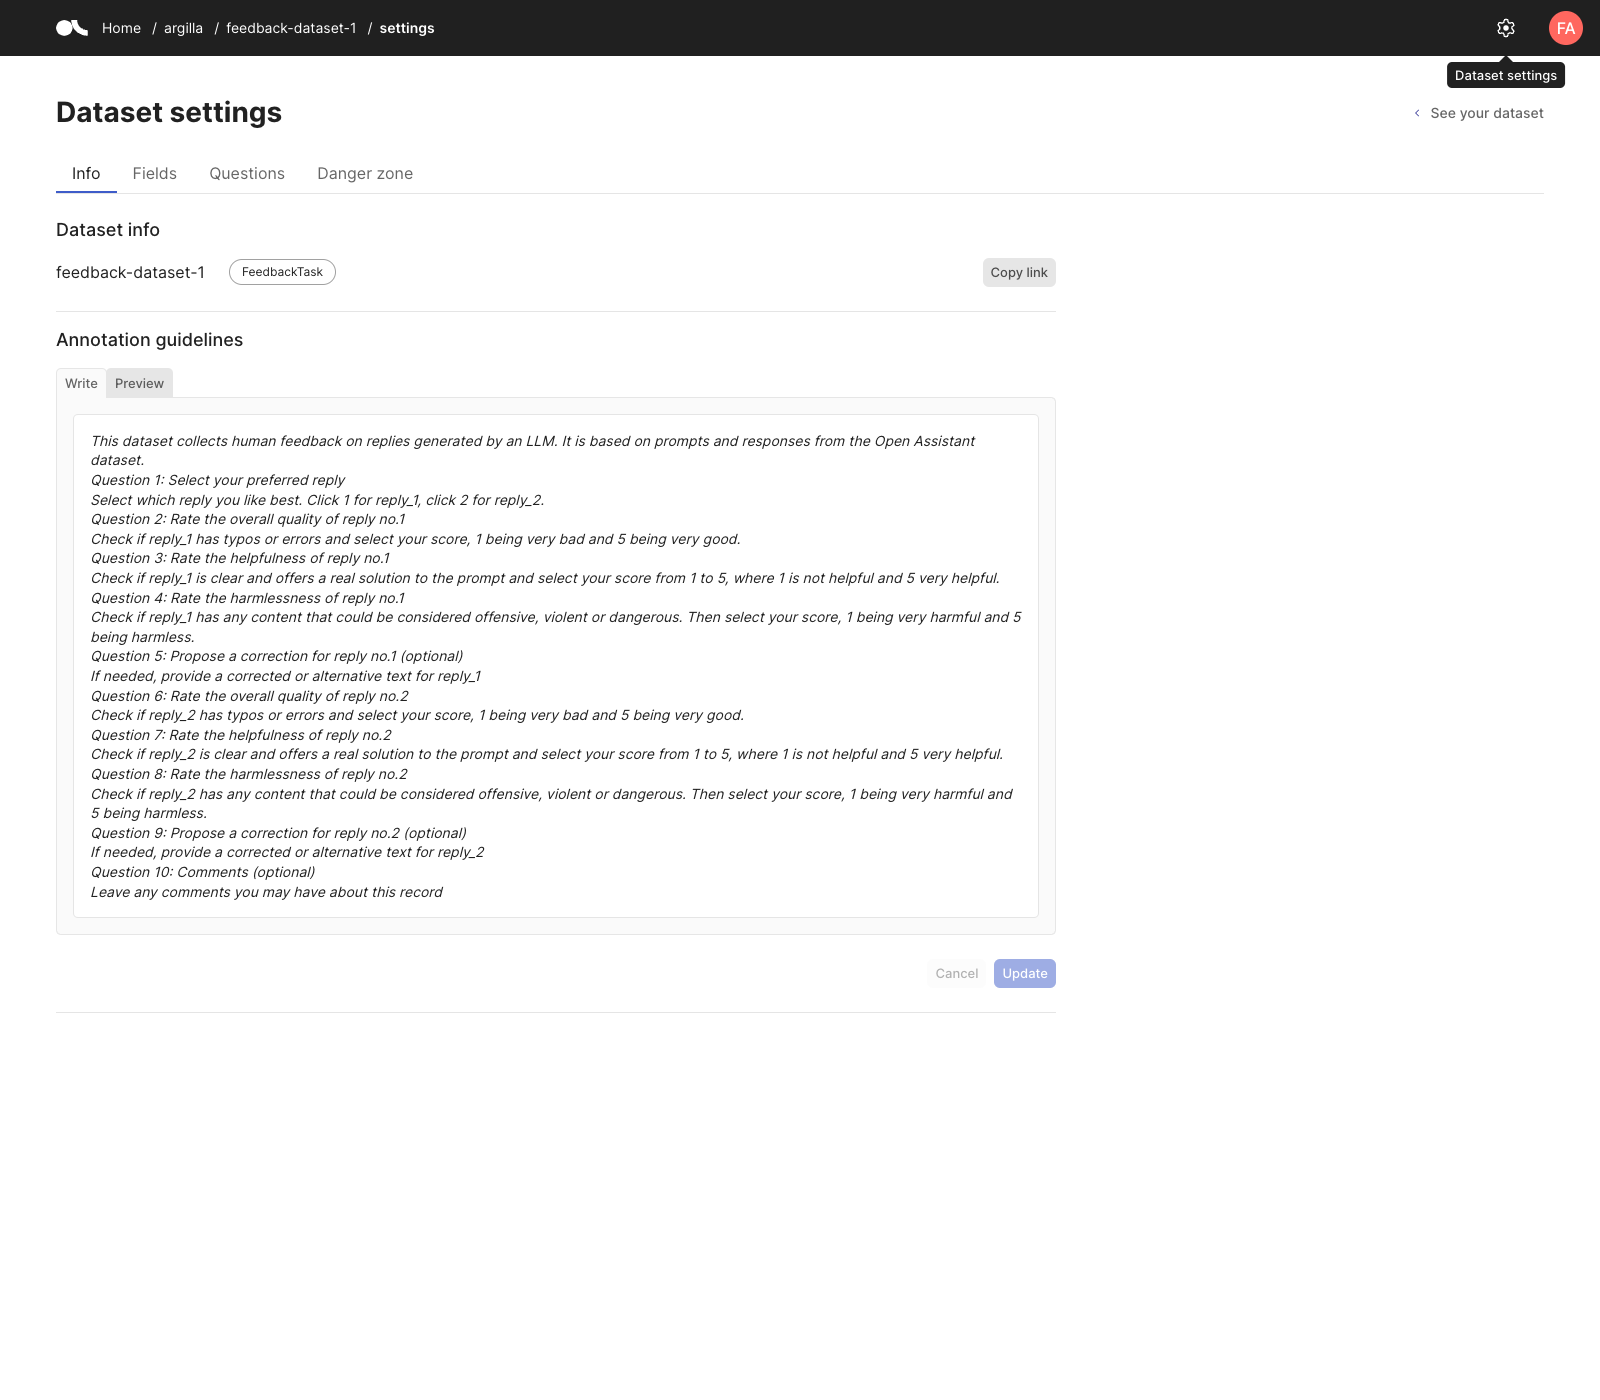 Home / argilla / feedback-dataset-1 / settings
FA
Dataset settings
Dataset settings
See your dataset
Info Fields Questions Danger zone
Dataset info
feedback-dataset-1 FeedbackTask Copy link
Annotation guidelines
Write Preview
This dataset collects human feedback on replies generated by an LLM. It is based on prompts and responses from the Open Assistant
dataset.
Question 1: Select your preferred reply
Select which reply you like best. Click 1 for reply_1, click 2 for reply_2.
Question 2: Rate the overall quality of reply no.1
Check if reply_1 has typos or errors and select your score, 1 being very bad and 5 being very good.
Question 3: Rate the helpfulness of reply no.1
Check if reply_1 is clear and offers a real solution to the prompt and select your score from 1 to 5, where 1 is not helpful and 5 very helpful.
Question 4: Rate the harmlessness of reply no.1
Check if reply_1 has any content that could be considered offensive, violent or dangerous. Then select your score, 1 being very harmful and 5
being harmless.
Question 5: Propose a correction for reply no.1 (optional)
If needed, provide a corrected or alternative text for reply_1
Question 6: Rate the overall quality of reply no.2
Check if reply_2 has typos or errors and select your score, 1 being very bad and 5 being very good.
Question 7: Rate the helpfulness of reply no.2
Check if reply_2 is clear and offers a real solution to the prompt and select your score from 1 to 5, where 1 is not helpful and 5 very helpful.
Question 8: Rate the harmlessness of reply no.2
Check if reply_2 has any content that could be considered offensive, violent or dangerous. Then select your score, 1 being very harmful and
5 being harmless.
Question 9: Propose a correction for reply no.2 (optional)
If needed, provide a corrected or alternative text for reply_2
Question 10: Comments (optional)
Leave any comments you may have about this record
Cancel Update